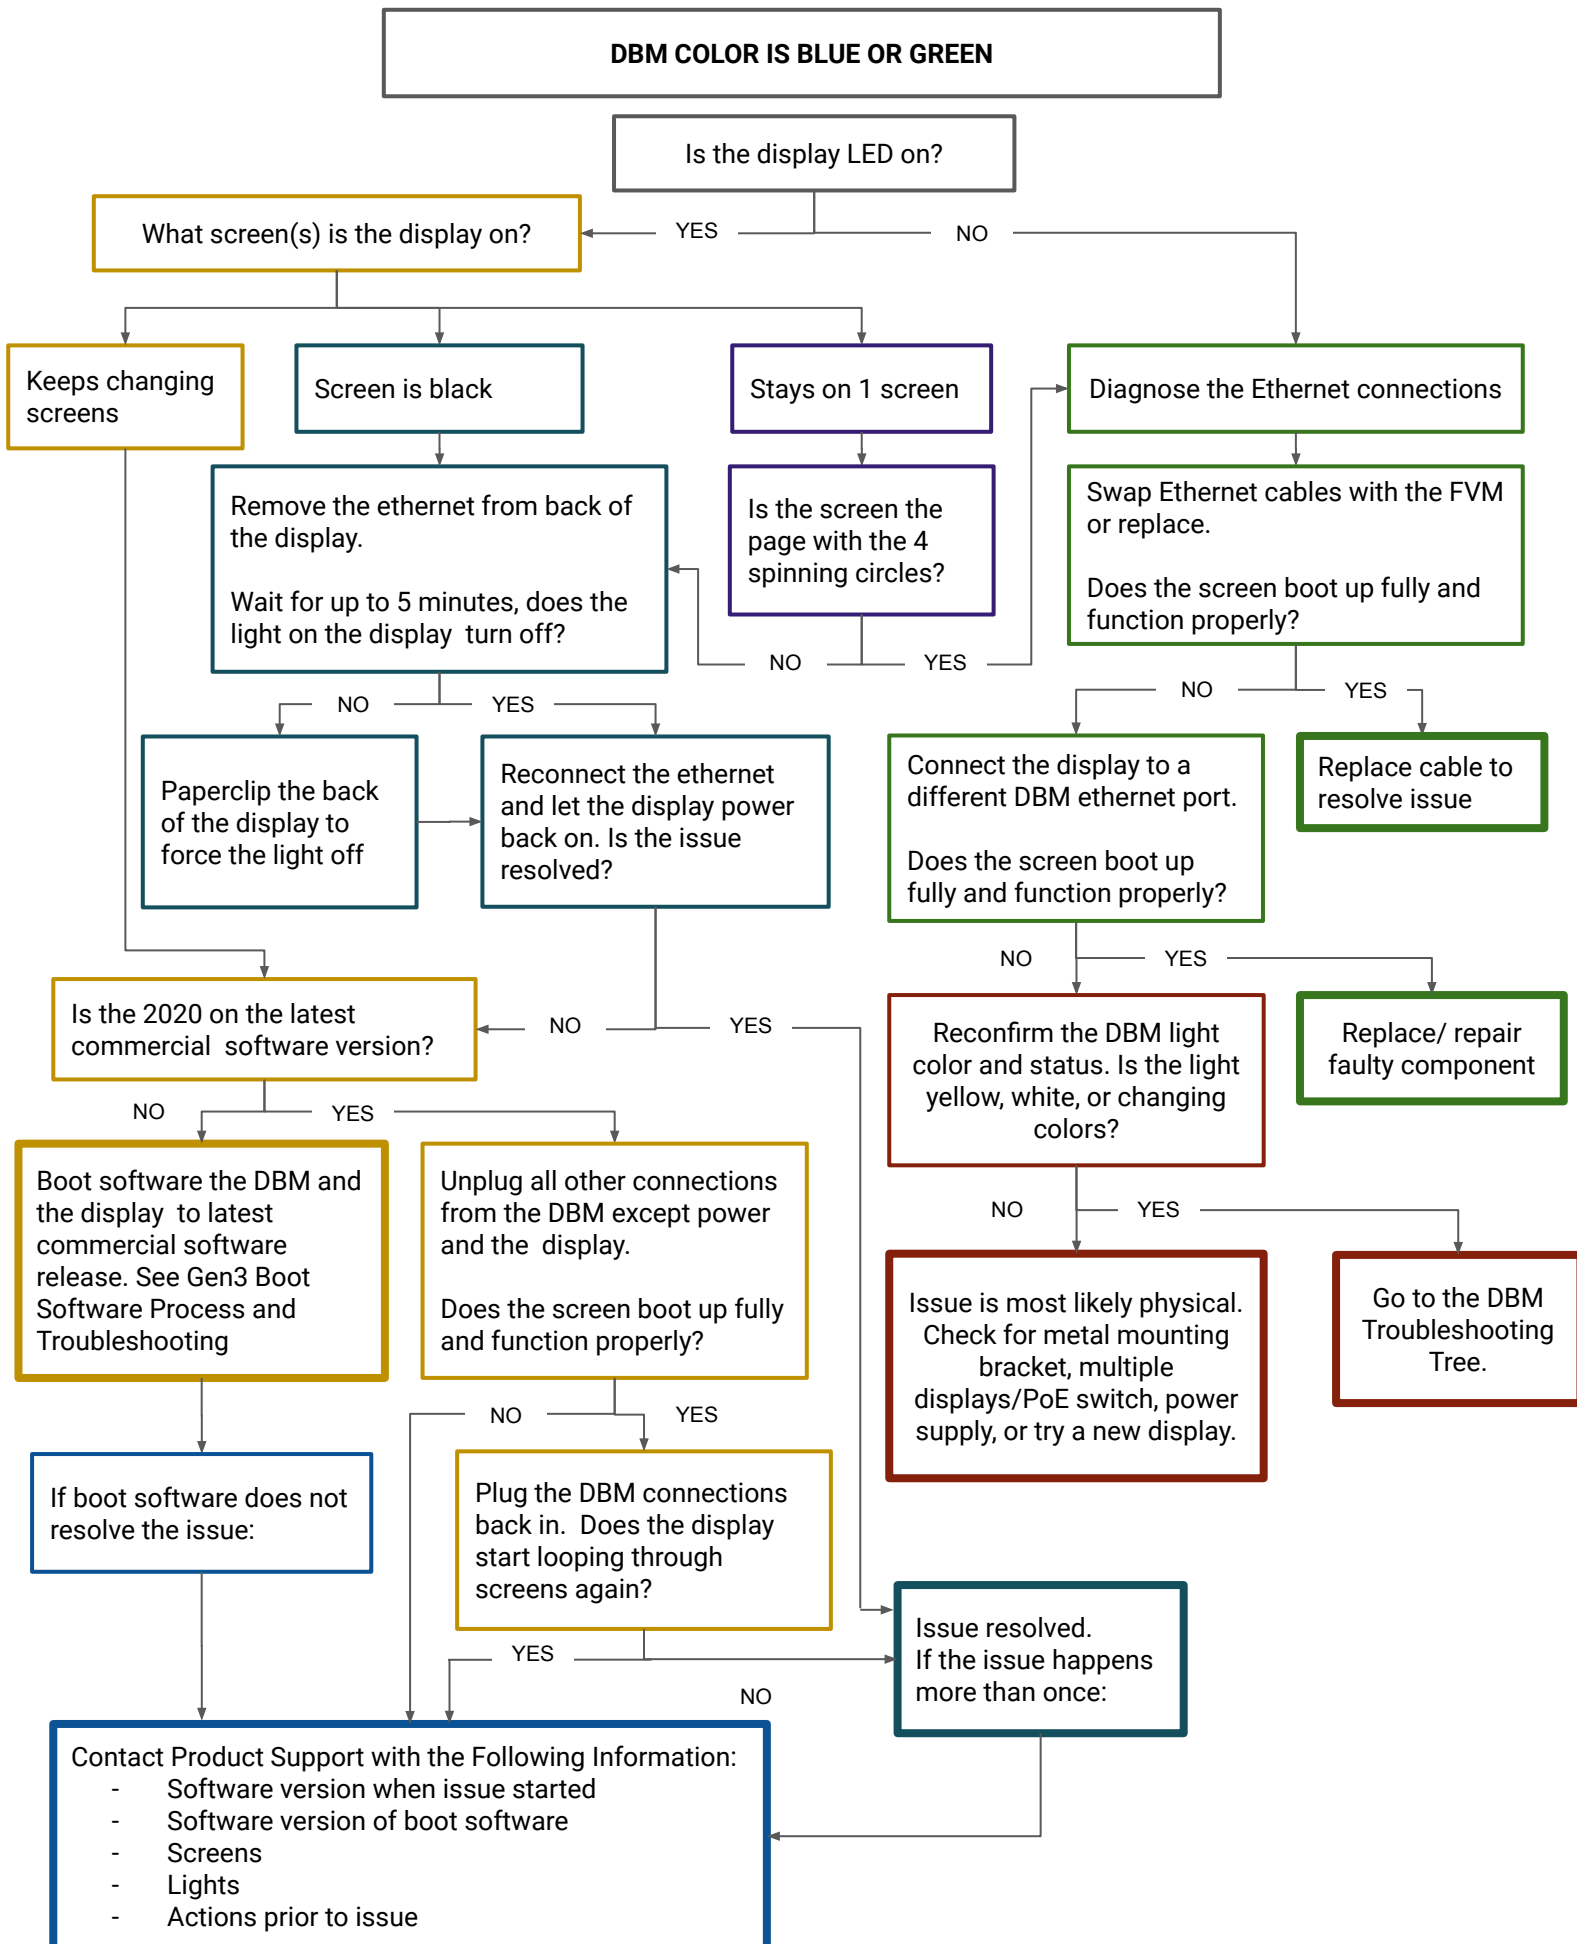 DBM COLOR IS BLUE OR GREEN
Is the display LED on?
What screen(s) is the display on?
YES
NO
Keeps changing
screens
Screen is black
Stays on 1 screen
Diagnose the Ethernet connections
Remove the ethernet from back of
the display.
Wait for up to 5 minutes, does the
light on the display turn off?
Is the screen the
page with the 4
spinning circles?
Swap Ethernet cables with the FVM
or replace.
Does the screen boot up fully and
function properly?
NO
YES
NO
YES
NO
YES
Paperclip the back
of the display to
force the light off
Reconnect the ethernet
and let the display power
back on. Is the issue
resolved?
Connect the display to a
different DBM ethernet port.
Does the screen boot up
fully and function properly?
Replace cable to
resolve issue
NO
YES
Is the 2020 on the latest
commercial software version?
NO
YES
Reconfirm the DBM light
color and status. Is the light
yellow, white, or changing
colors?
Replace/ repair
faulty component
NO
YES
Boot software the DBM and
the display to latest
commercial software
release. See Gen3 Boot
Software Process and
Troubleshooting
Unplug all other connections
from the DBM except power
and the display.
Does the screen boot up fully
and function properly?
NO
YES
Issue is most likely physical.
Check for metal mounting
bracket, multiple
displays/PoE switch, power
supply, or try a new display.
Go to the DBM
Troubleshooting
Tree.
NO
YES
If boot software does not
resolve the issue:
Plug the DBM connections
back in. Does the display
start looping through
screens again?
Issue resolved.
If the issue happens
more than once:
YES
NO
Contact Product Support with the Following Information:
- Software version when issue started
- Software version of boot software
- Screens
- Lights
- Actions prior to issue